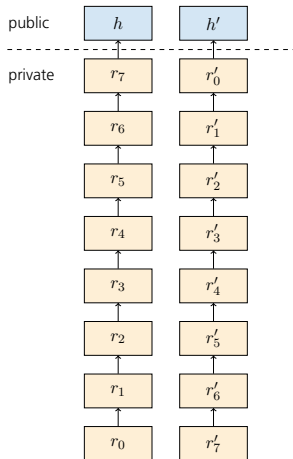 public h h′
private r₇ r′₀
r₆ r′₁
r₅ r′₂
r₄ r′₃
r₃ r′₄
r₂ r′₅
r₁ r′₆
r₀ r′₇